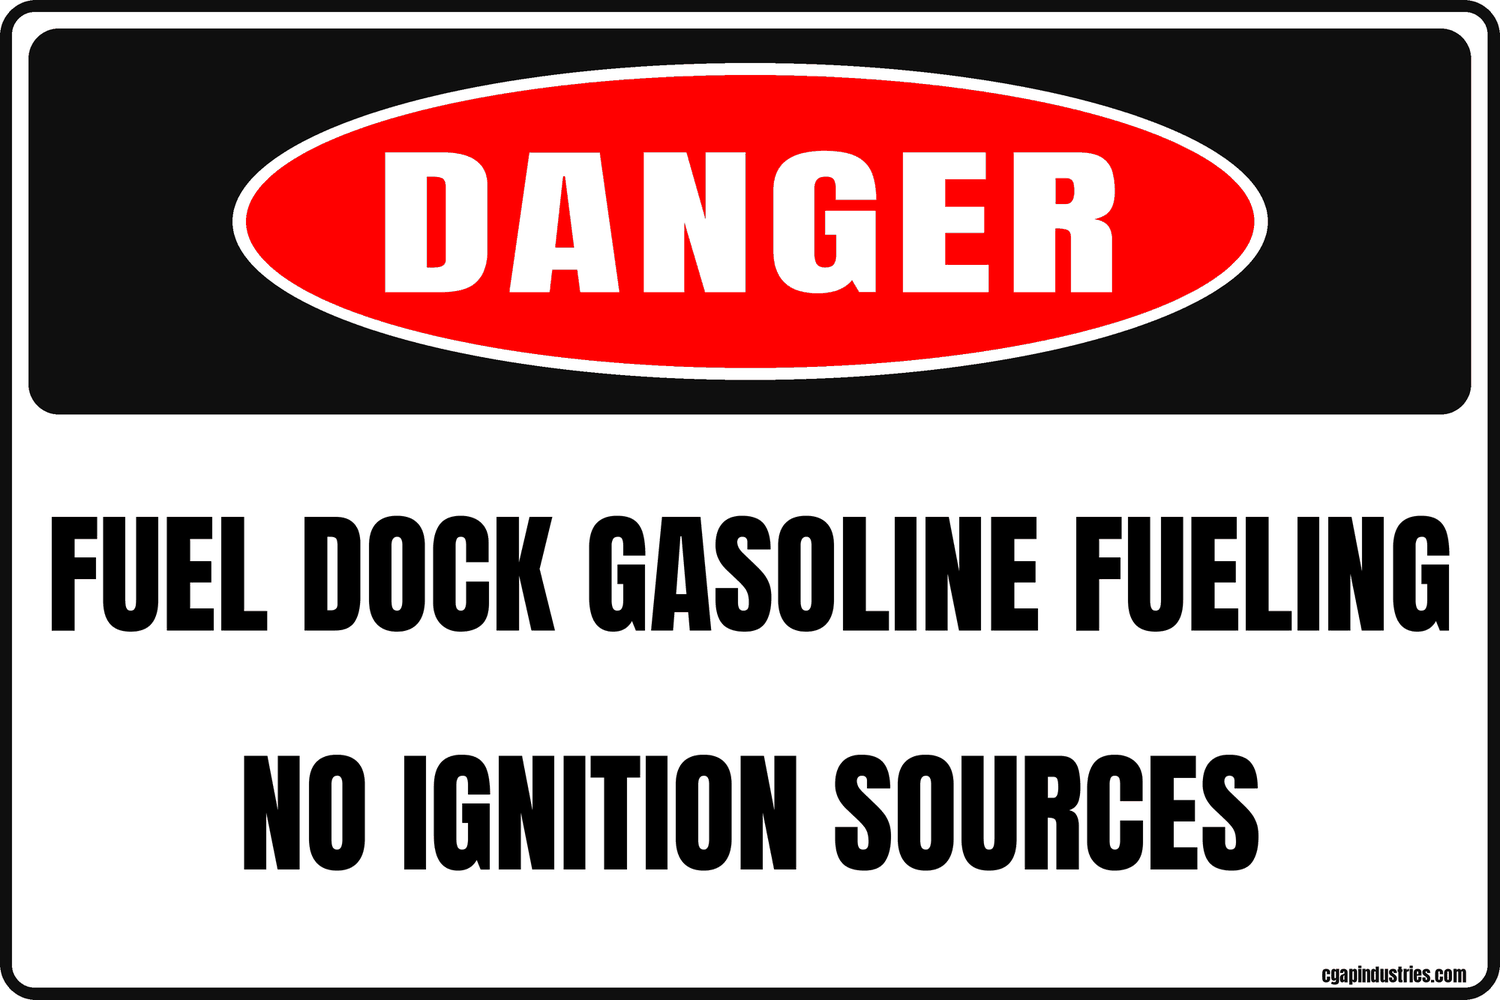 DANGER
FUEL DOCK GASOLINE FUELING
NO IGNITION SOURCES
cgapindustries.com